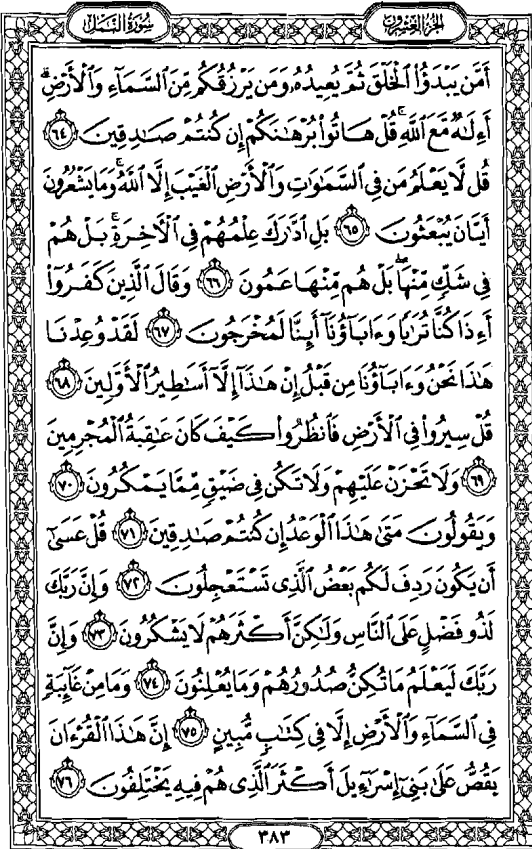 الجزء العشرون
سورة النمل
أَمَّن يَبْدَؤُا۟ ٱلْخَلْقَ ثُمَّ يُعِيدُهُۥ وَمَن يَرْزُقُكُم مِّنَ ٱلسَّمَآءِ وَٱلْأَرْضِ ۗ
أَءِلَٰهٌ مَّعَ ٱللَّهِ ۚ قُلْ هَاتُوا۟ بُرْهَٰنَكُمْ إِن كُنتُمْ صَٰدِقِينَ ٦٤
قُل لَّا يَعْلَمُ مَن فِى ٱلسَّمَٰوَٰتِ وَٱلْأَرْضِ ٱلْغَيْبَ إِلَّا ٱللَّهُ ۚ وَمَا يَشْعُرُونَ
أَيَّانَ يُبْعَثُونَ ٦٥ بَلِ ٱدَّٰرَكَ عِلْمُهُمْ فِى ٱلْءَاخِرَةِ ۚ بَلْ هُمْ
فِى شَكٍّ مِّنْهَا ۖ بَلْ هُم مِّنْهَا عَمُونَ ٦٦ وَقَالَ ٱلَّذِينَ كَفَرُوٓا۟
أَءِذَا كُنَّا تُرَٰبًا وَءَابَآؤُنَآ أَئِنَّا لَمُخْرَجُونَ ٦٧ لَقَدْ وُعِدْنَا
هَٰذَا نَحْنُ وَءَابَآؤُنَا مِن قَبْلُ إِنْ هَٰذَآ إِلَّآ أَسَٰطِيرُ ٱلْأَوَّلِينَ ٦٨
قُلْ سِيرُوا۟ فِى ٱلْأَرْضِ فَٱنظُرُوا۟ كَيْفَ كَانَ عَٰقِبَةُ ٱلْمُجْرِمِينَ
٦٩ وَلَا تَحْزَنْ عَلَيْهِمْ وَلَا تَكُن فِى ضَيْقٍ مِّمَّا يَمْكُرُونَ ٧٠
وَيَقُولُونَ مَتَىٰ هَٰذَا ٱلْوَعْدُ إِن كُنتُمْ صَٰدِقِينَ ٧١ قُلْ عَسَىٰٓ
أَن يَكُونَ رَدِفَ لَكُم بَعْضُ ٱلَّذِى تَسْتَعْجِلُونَ ٧٢ وَإِنَّ رَبَّكَ
لَذُو فَضْلٍ عَلَى ٱلنَّاسِ وَلَٰكِنَّ أَكْثَرَهُمْ لَا يَشْكُرُونَ ٧٣ وَإِنَّ
رَبَّكَ لَيَعْلَمُ مَا تُكِنُّ صُدُورُهُمْ وَمَا يُعْلِنُونَ ٧٤ وَمَا مِنْ غَآئِبَةٍ
فِى ٱلسَّمَآءِ وَٱلْأَرْضِ إِلَّا فِى كِتَٰبٍ مُّبِينٍ ٧٥ إِنَّ هَٰذَا ٱلْقُرْءَانَ
يَقُصُّ عَلَىٰ بَنِىٓ إِسْرَٰٓءِيلَ أَكْثَرَ ٱلَّذِى هُمْ فِيهِ يَخْتَلِفُونَ ٧٦
٣٨٣